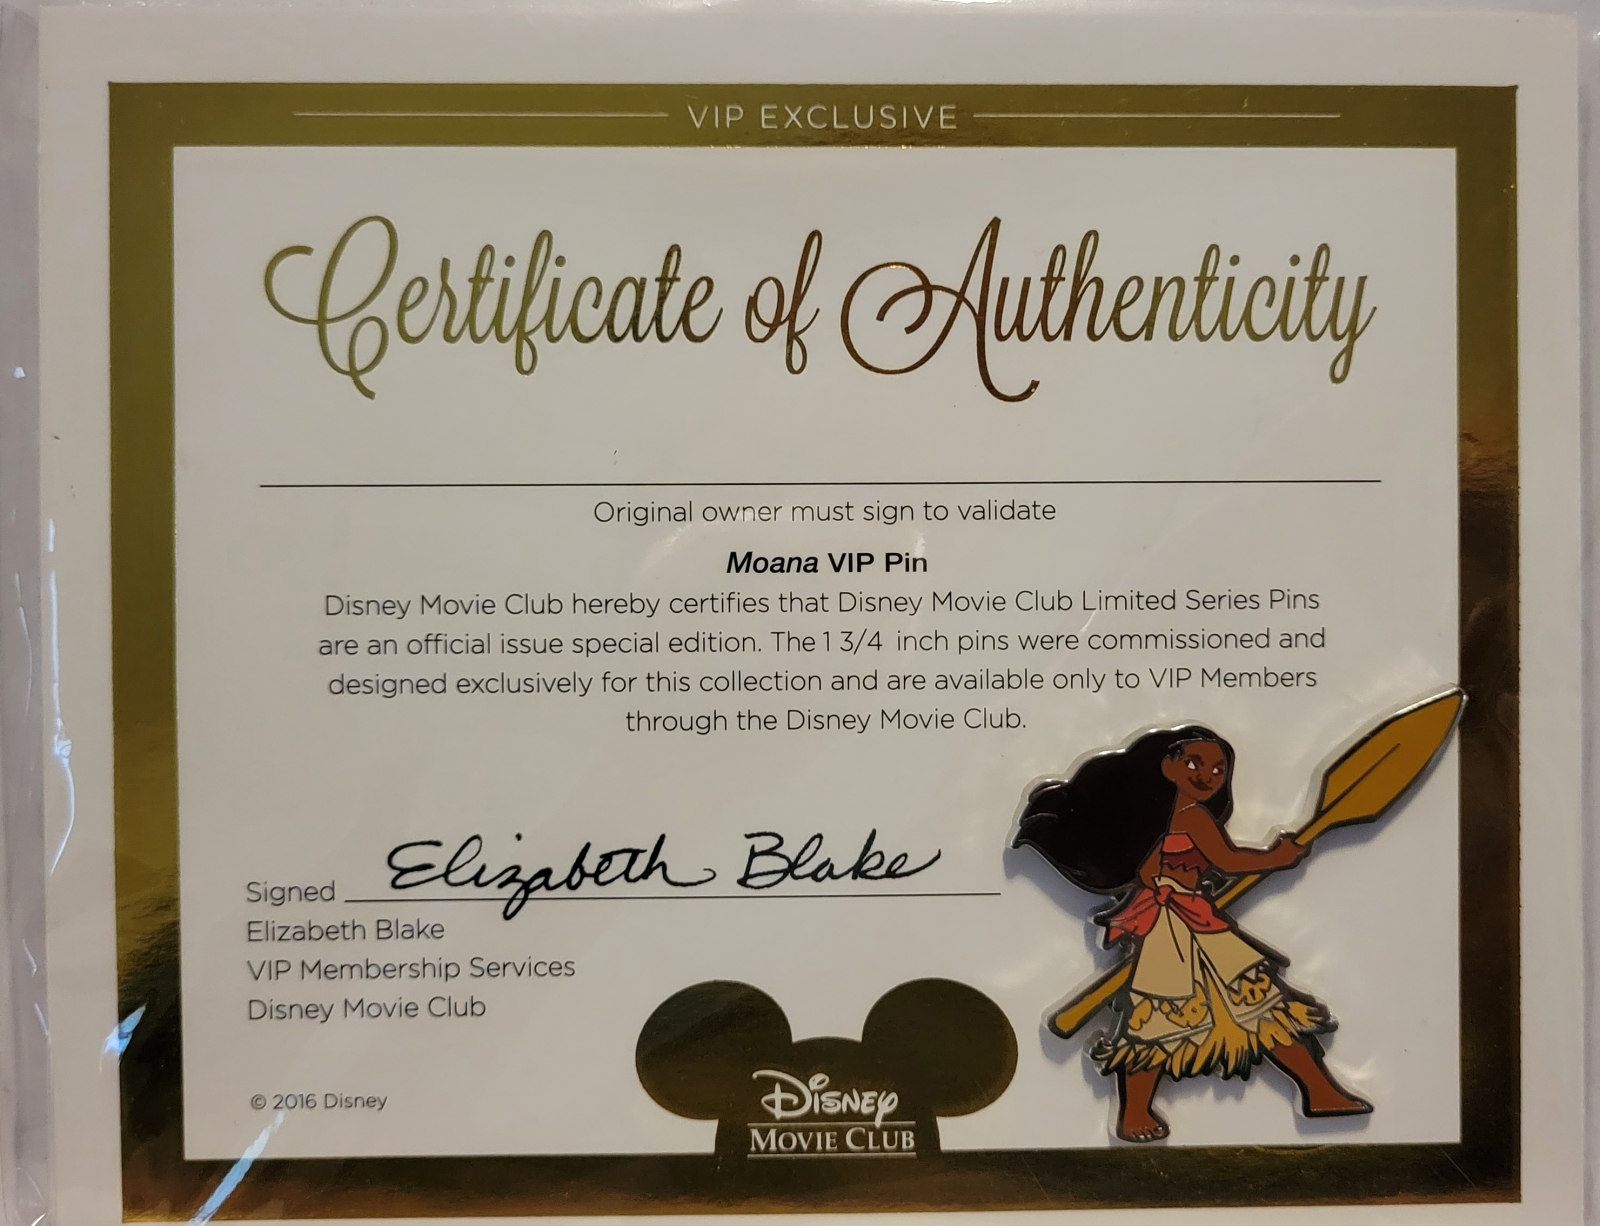 VIP EXCLUSIVE
Certificate of Authenticity
Original owner must sign to validate
Moana VIP Pin
Disney Movie Club hereby certifies that Disney Movie Club Limited Series Pins
are an official issue special edition. The 1 3/4 inch pins were commissioned and
designed exclusively for this collection and are available only to VIP Members
through the Disney Movie Club.
Signed Elizabeth Blake
Elizabeth Blake
VIP Membership Services
Disney Movie Club
© 2016 Disney
Disney
MOVIE CLUB